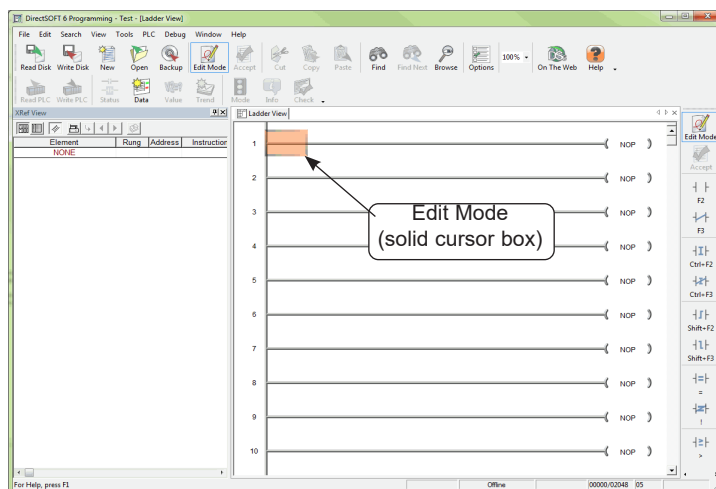 DirectSOFT 6 Programming - Test - [Ladder View]
File Edit Search View Tools PLC Debug Window Help
Read Disk Write Disk New Open Backup Edit Mode Accept Cut Copy Paste Find Find Next Browse Options 100% On The Web Help
Read PLC Write PLC Status Data Value Trend Mode Info Check
XRef View
Ladder View
Element Rung Address Instruction
NONE
1 NOP
2 NOP
3 NOP
4 NOP
5 NOP
6 NOP
7 NOP
8 NOP
9 NOP
10 NOP
Edit Mode
(solid cursor box)
Edit Mode
Accept
F2
F3
Ctrl+F2
Ctrl+F3
Shift+F2
Shift+F3
=
!
>
For Help, press F1
Offline
00000/02048 05